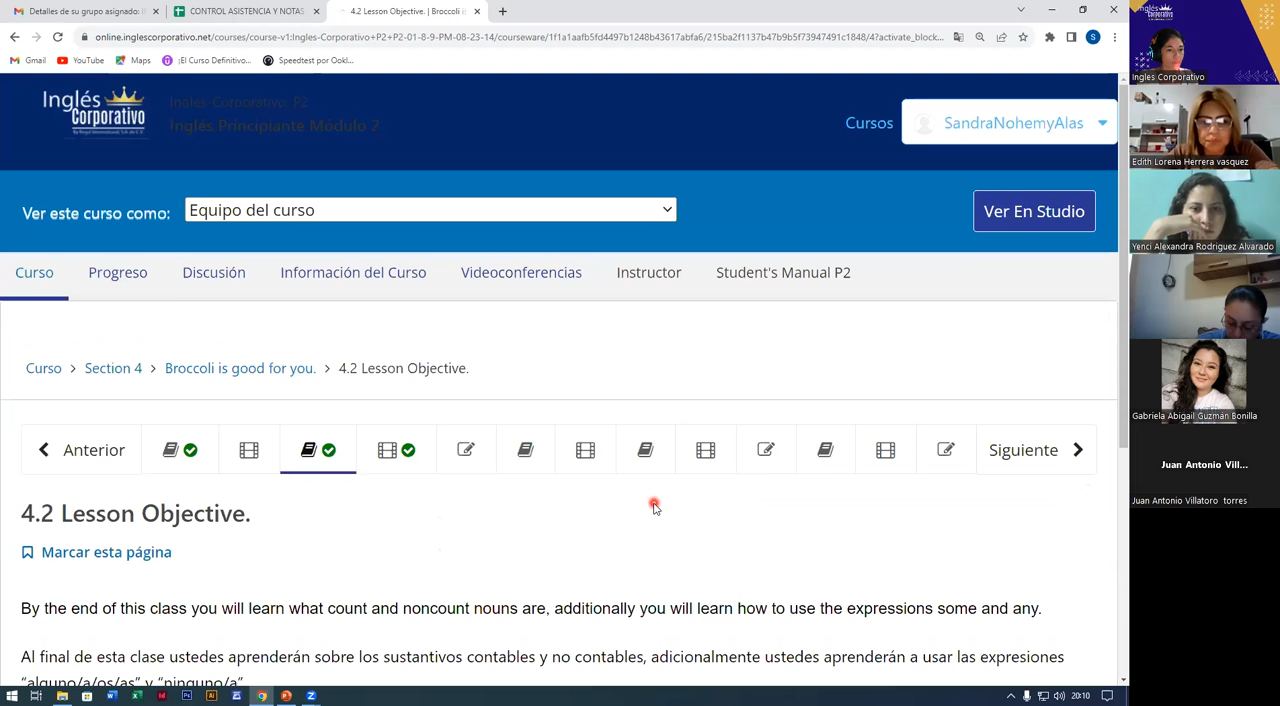 Detalles de su grupo asignado: I
CONTROL ASISTENCIA Y NOTAS
4.2 Lesson Objective. | Broccoli is
online.inglescorporativo.net/courses/course-v1:Ingles-Corporativo+P2+P2-01-8-9-PM-08-23-14/courseware/1f1a1aafb5fd4497b1248b43617abfa6/215ba2f1137b47b9b5f73947491c1848/4?activate_block...
S
Gmail
YouTube
Maps
¡El Curso Definitivo...
Speedtest por Ookl...
Inglés
Corporativo
Inglés Corporativo: P2
Inglés Principiante Módulo 2
Cursos
SandraNohemyAlas
Ver este curso como:
Equipo del curso
Ver En Studio
Curso
Progreso
Discusión
Información del Curso
Videoconferencias
Instructor
Student's Manual P2
Curso > Section 4 > Broccoli is good for you. > 4.2 Lesson Objective.
Anterior
Siguiente
4.2 Lesson Objective.
Marcar esta página
By the end of this class you will learn what count and noncount nouns are, additionally you will learn how to use the expressions some and any.
Al final de esta clase ustedes aprenderán sobre los sustantivos contables y no contables, adicionalmente ustedes aprenderán a usar las expresiones
"alguno/a/os/as" y "ninguno/a".
20:10
Inglés
Corporativo
Ingles Corporativo
Edith Lorena Herrera vasquez
Yenci Alexandra Rodriguez Alvarado
Gabriela Abigail Guzmán Bonilla
Juan Antonio Vill...
Juan Antonio Villatoro torres